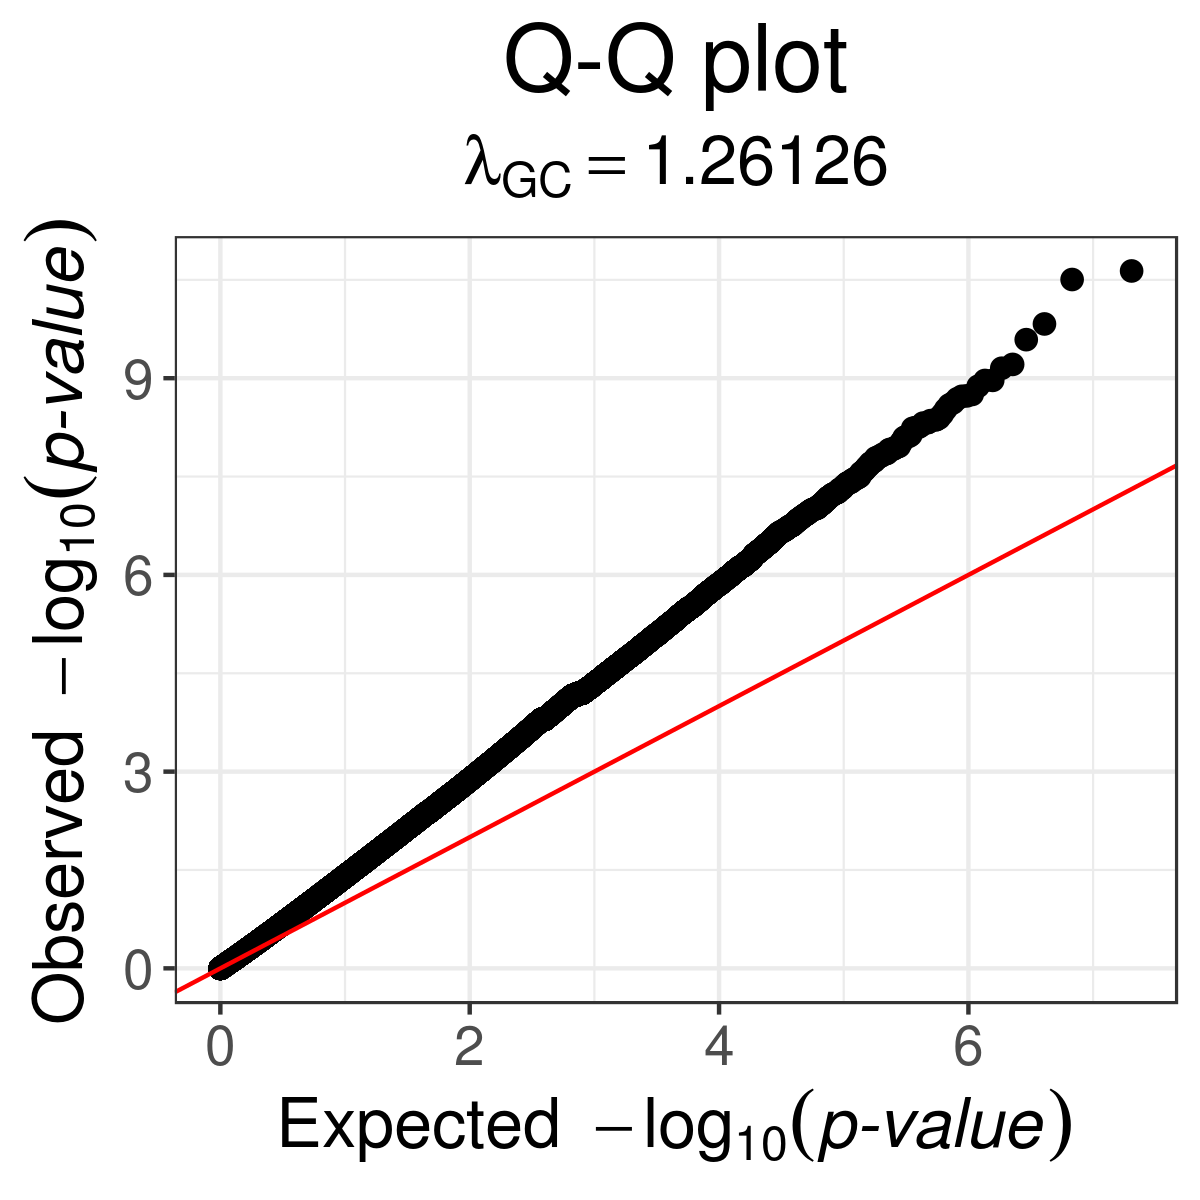 Q-Q plot
λGC = 1.26126
Observed −log10(p-value)
9
6
3
0
0 2 4 6
Expected −log10(p-value)